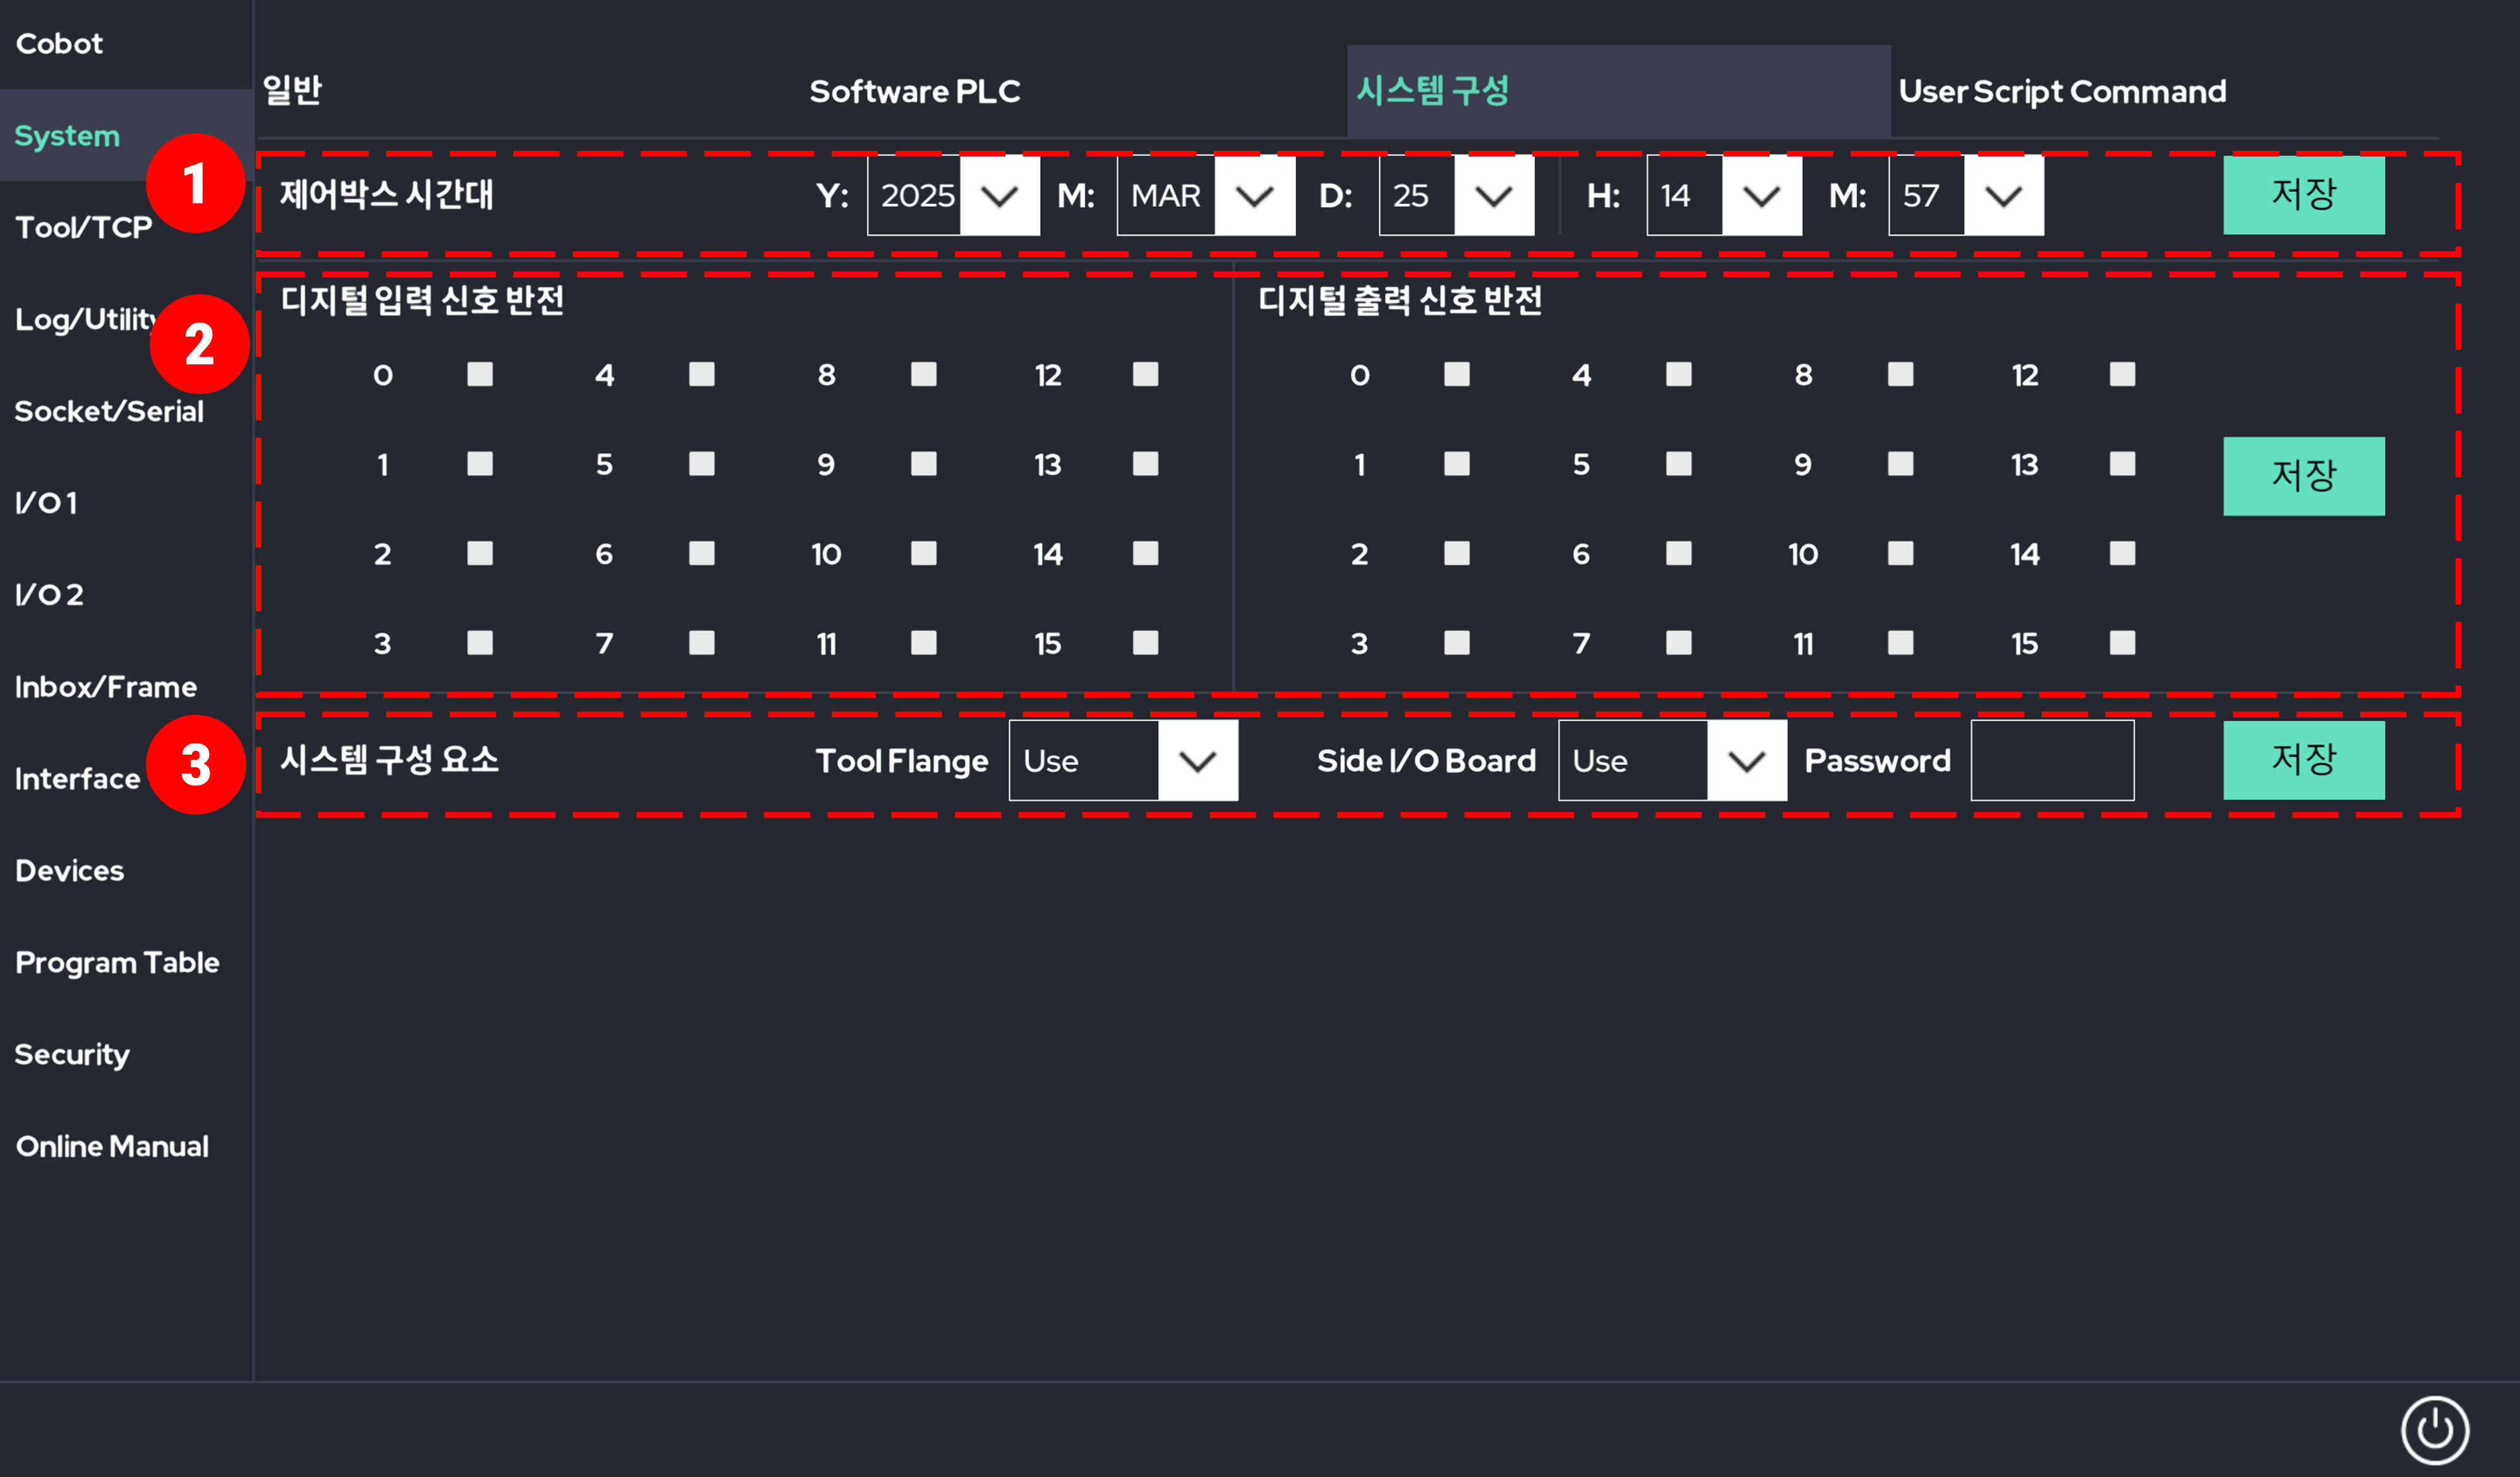 Cobot
System
Tool/TCP
Log/Utility
Socket/Serial
I/O 1
I/O 2
Inbox/Frame
Interface
Devices
Program Table
Security
Online Manual
일반 Software PLC 시스템 구성 User Script Command
1
제어박스 시간대 Y: 2025 M: MAR D: 25 H: 14 M: 57 저장
2
디지털 입력 신호 반전
0 4 8 12
1 5 9 13
2 6 10 14
3 7 11 15
디지털 출력 신호 반전
0 4 8 12
1 5 9 13
2 6 10 14
3 7 11 15
저장
3
시스템 구성 요소 Tool Flange Use Side I/O Board Use Password 저장